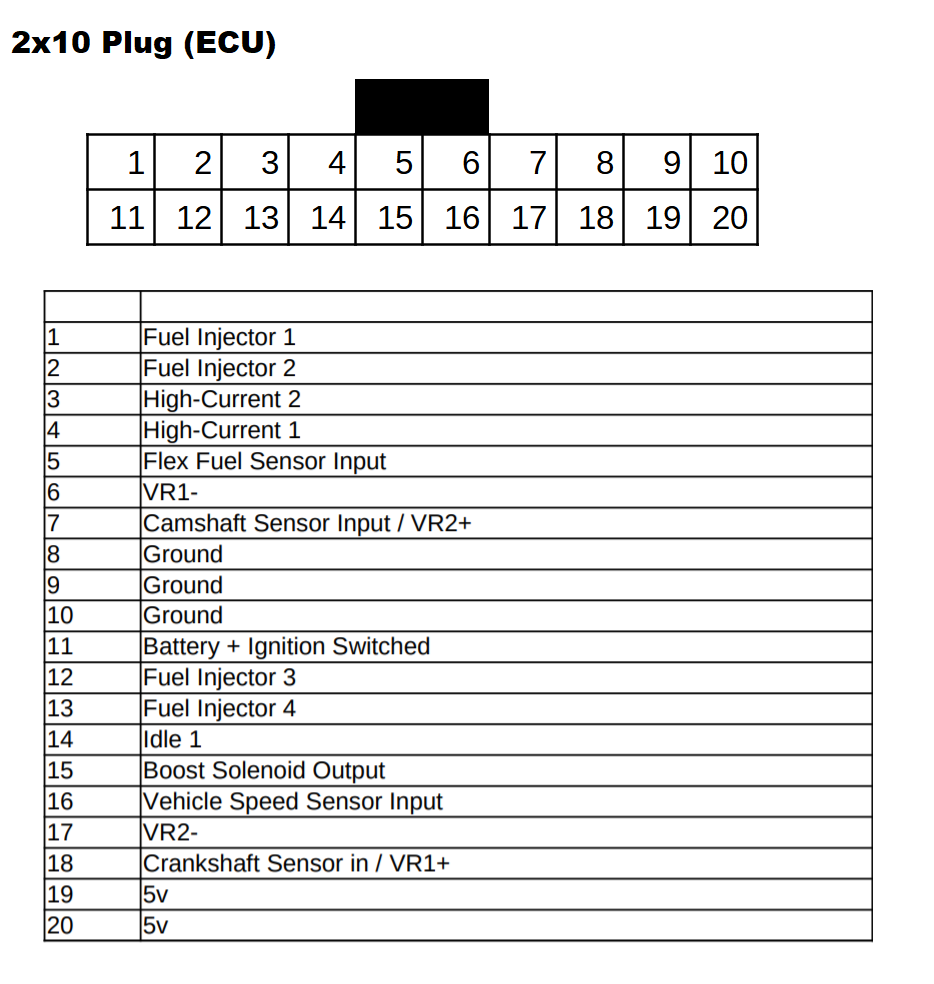 2x10 Plug (ECU)
1 2 3 4 5 6 7 8 9 10
11 12 13 14 15 16 17 18 19 20
1 Fuel Injector 1
2 Fuel Injector 2
3 High-Current 2
4 High-Current 1
5 Flex Fuel Sensor Input
6 VR1-
7 Camshaft Sensor Input / VR2+
8 Ground
9 Ground
10 Ground
11 Battery + Ignition Switched
12 Fuel Injector 3
13 Fuel Injector 4
14 Idle 1
15 Boost Solenoid Output
16 Vehicle Speed Sensor Input
17 VR2-
18 Crankshaft Sensor in / VR1+
19 5v
20 5v